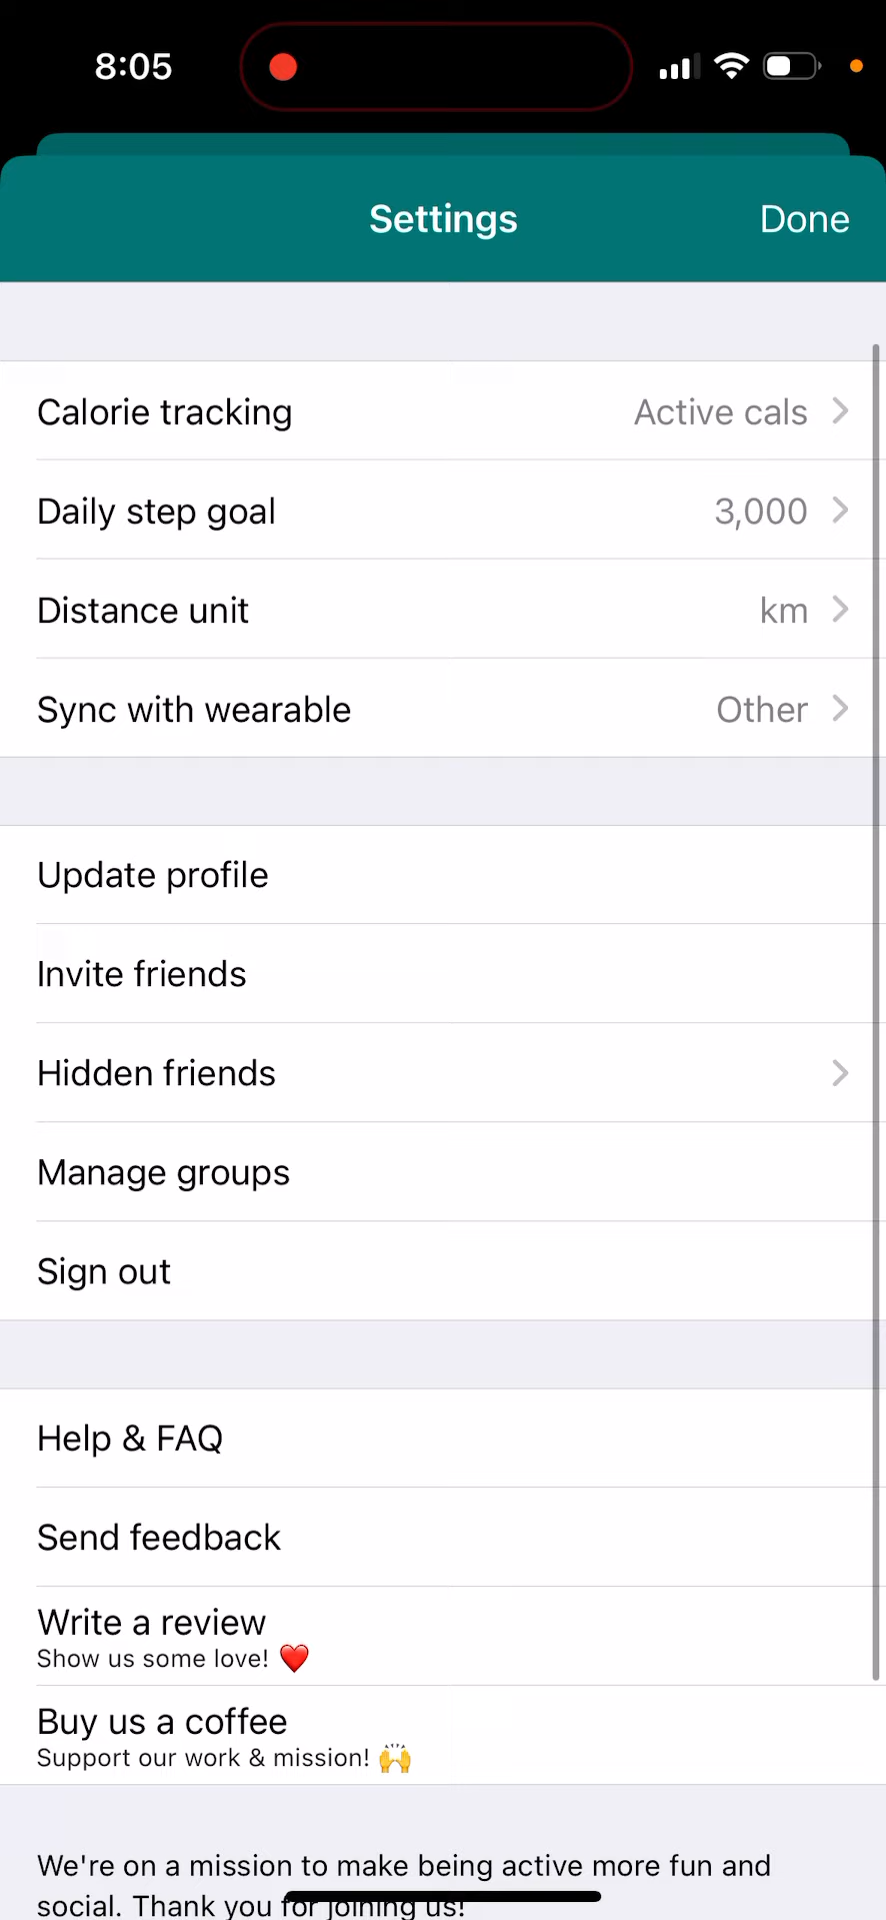 8:05
Settings
Done
Calorie tracking
Active cals
Daily step goal
3,000
Distance unit
km
Sync with wearable
Other
Update profile
Invite friends
Hidden friends
Manage groups
Sign out
Help & FAQ
Send feedback
Write a review
Show us some love! ❤️
Buy us a coffee
Support our work & mission! 🙌
We're on a mission to make being active more fun and
social. Thank you for joining us!